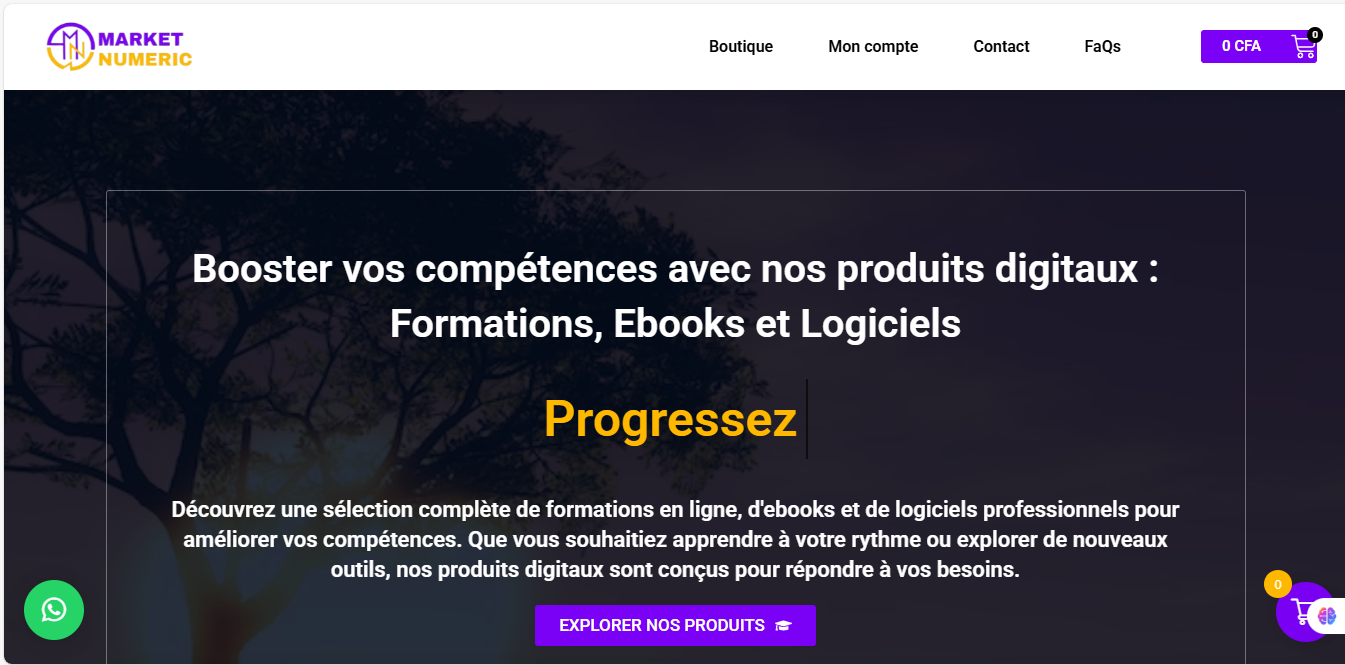 MARKET
NUMERIC
Boutique
Mon compte
Contact
FaQs
0 CFA
0
Booster vos compétences avec nos produits digitaux :
Formations, Ebooks et Logiciels
Progressez
Découvrez une sélection complète de formations en ligne, d'ebooks et de logiciels professionnels pour
améliorer vos compétences. Que vous souhaitiez apprendre à votre rythme ou explorer de nouveaux
outils, nos produits digitaux sont conçus pour répondre à vos besoins.
EXPLORER NOS PRODUITS
0